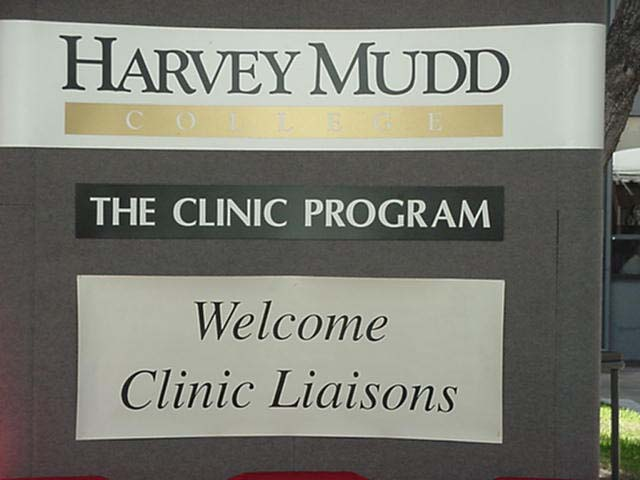 HARVEY MUDD
COLLEGE
THE CLINIC PROGRAM
Welcome
Clinic Liaisons